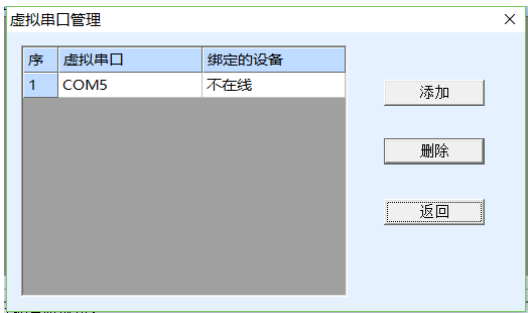 虚拟串口管理
序 虚拟串口 绑定的设备
1 COM5 不在线
添加
删除
返回